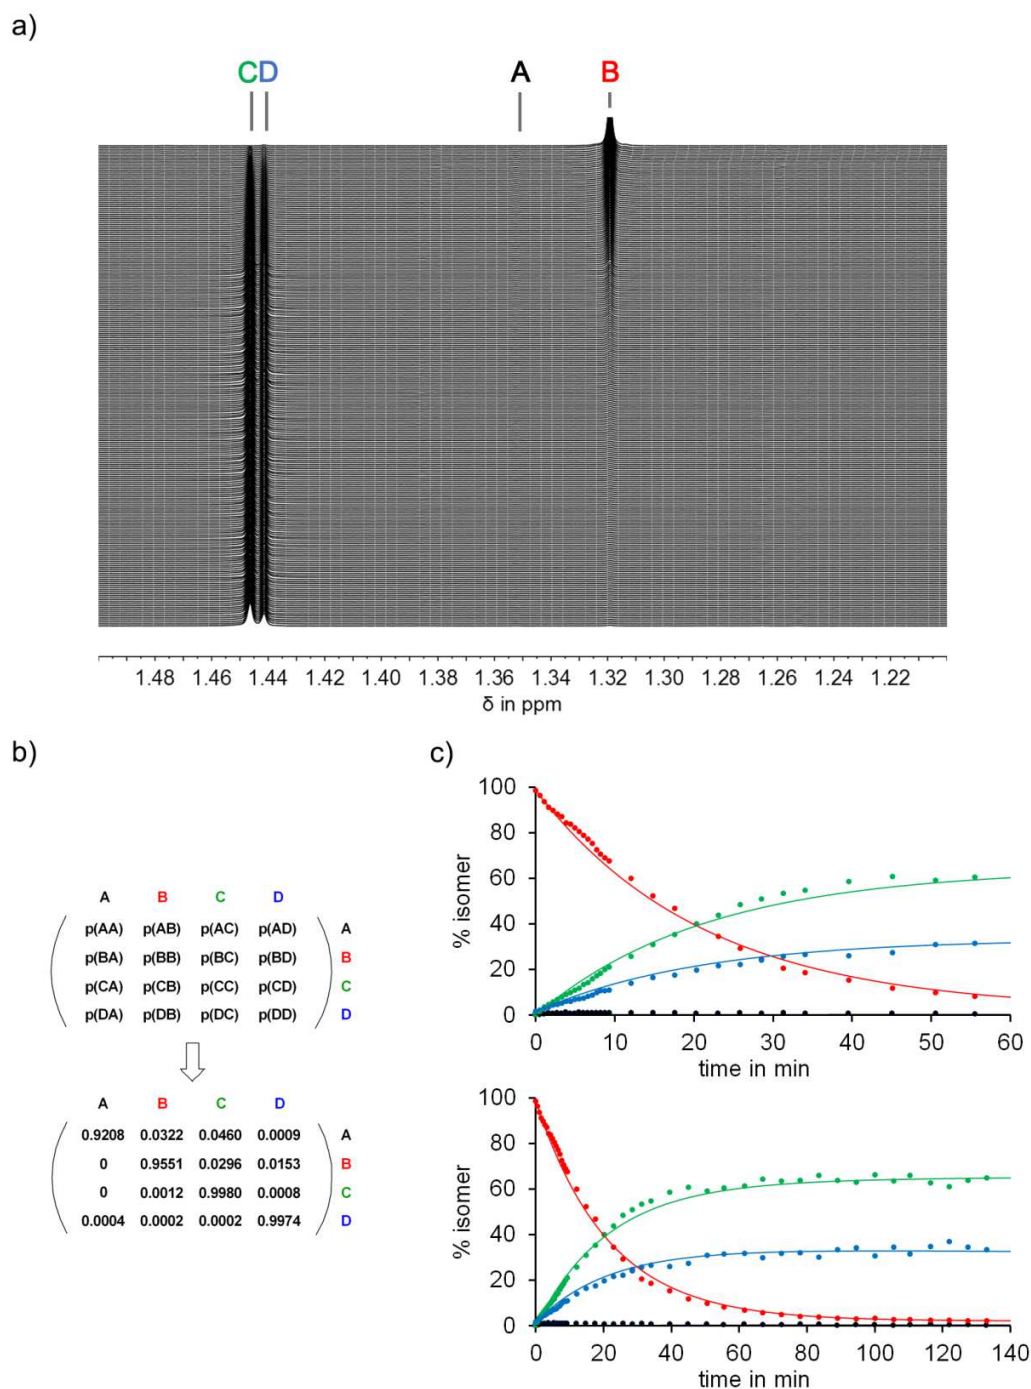 a)
C D A B
1.48 1.46 1.44 1.42 1.40 1.38 1.36 1.34 1.32 1.30 1.28 1.26 1.24 1.22
δ in ppm
b)
A B C D
p(AA) p(AB) p(AC) p(AD) A
p(BA) p(BB) p(BC) p(BD) B
p(CA) p(CB) p(CC) p(CD) C
p(DA) p(DB) p(DC) p(DD) D
A B C D
0.9208 0.0322 0.0460 0.0009 A
0 0.9551 0.0296 0.0153 B
0 0.0012 0.9980 0.0008 C
0.0004 0.0002 0.0002 0.9974 D
c)
% isomer
100
80
60
40
20
0
0 10 20 30 40 50 60
time in min
% isomer
100
80
60
40
20
0
0 20 40 60 80 100 120 140
time in min